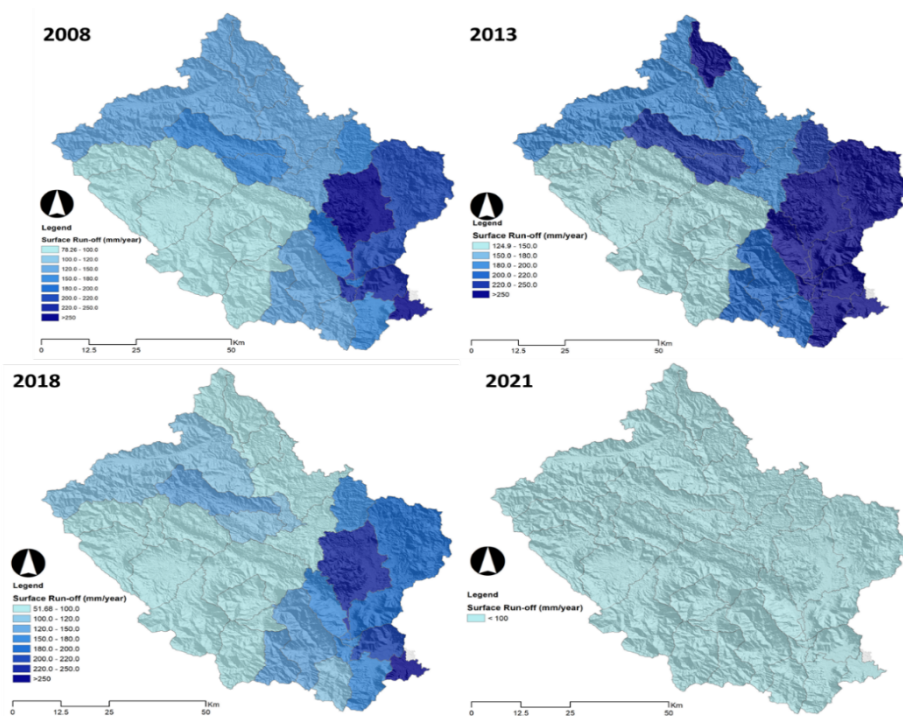 2008
Legend
Surface Run-off (mm/year)
78.26 - 100.0
100.0 - 120.0
120.0 - 150.0
150.0 - 180.0
180.0 - 200.0
200.0 - 220.0
220.0 - 250.0
>250
0 12.5 25 50 Km
2013
Legend
Surface Run-off (mm/year)
124.9 - 150.0
150.0 - 180.0
180.0 - 200.0
200.0 - 220.0
220.0 - 250.0
>250
0 12.5 25 50 Km
2018
Legend
Surface Run-off (mm/year)
51.68 - 100.0
100.0 - 120.0
120.0 - 150.0
150.0 - 180.0
180.0 - 200.0
200.0 - 220.0
220.0 - 250.0
>250
0 12.5 25 50 Km
2021
Legend
Surface Run-off (mm/year)
< 100
0 12.5 25 50 Km